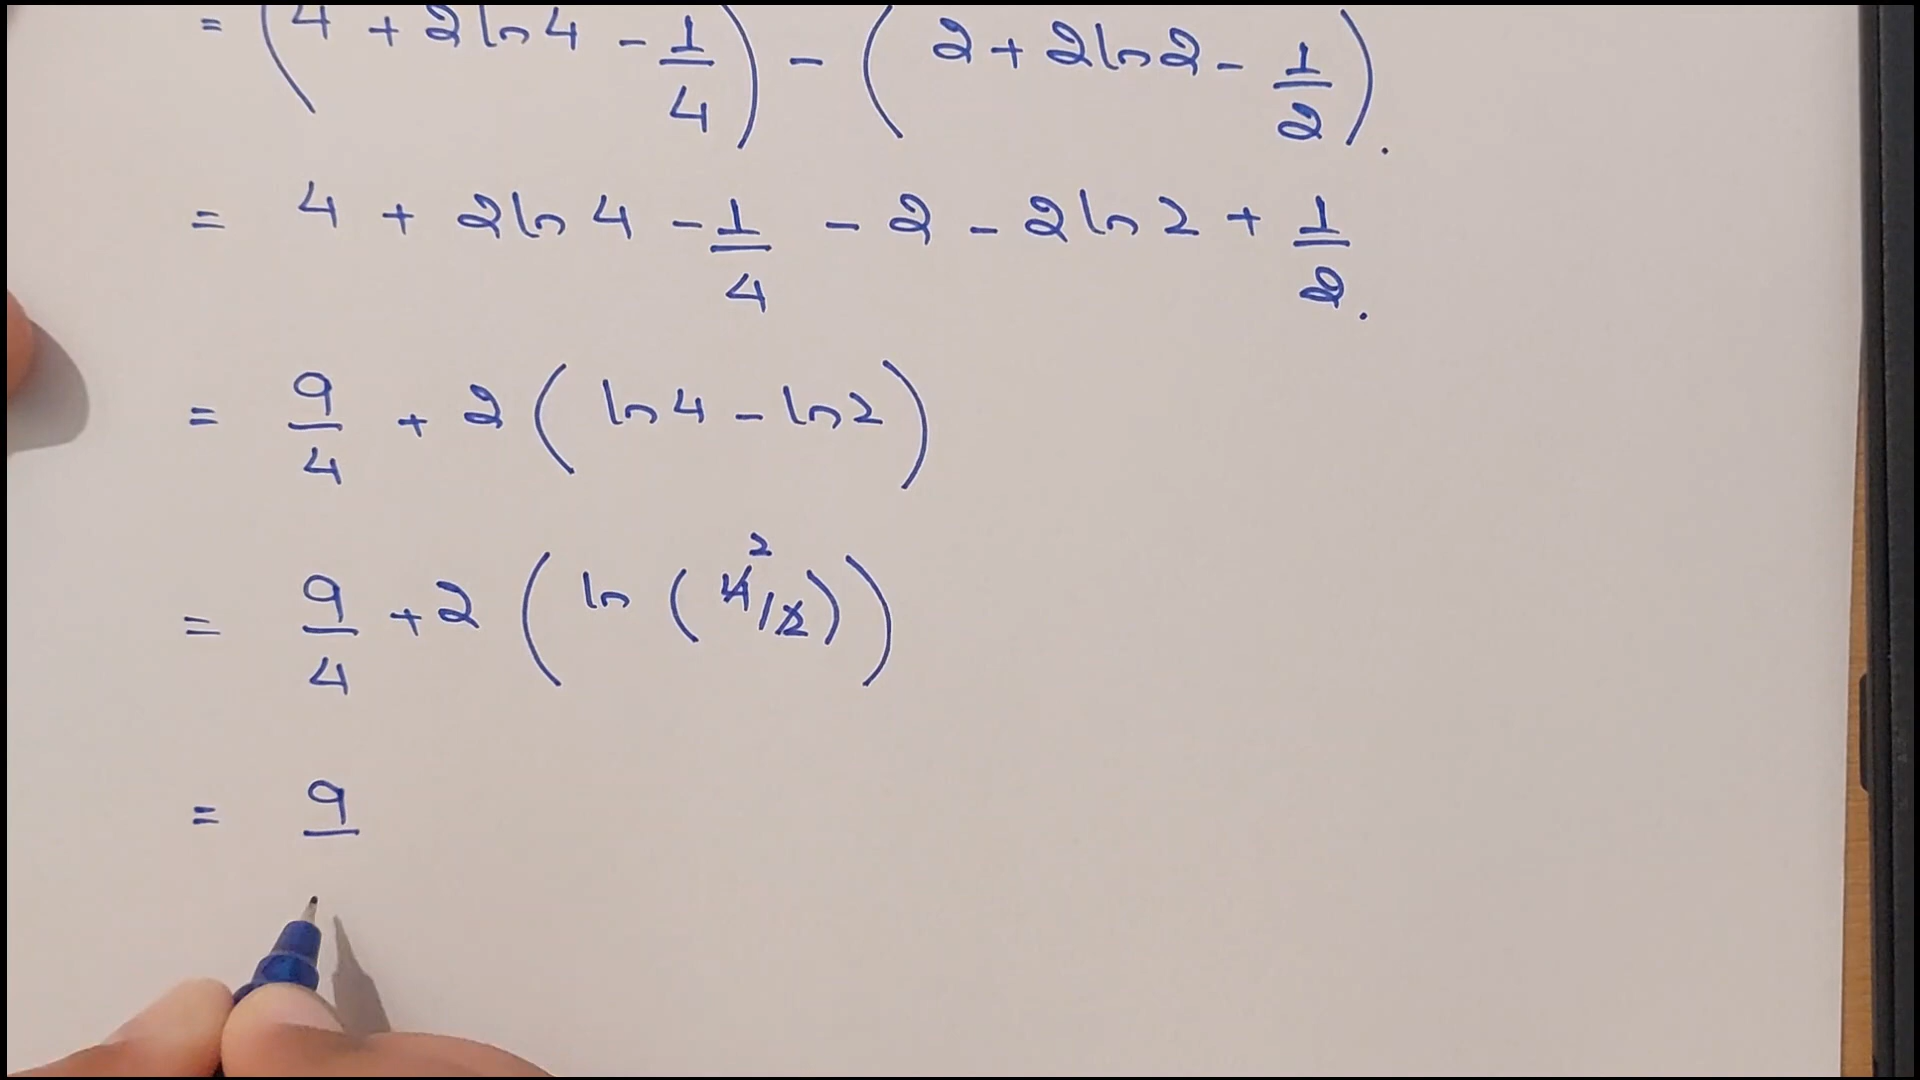 = (4 + 2ln4 - 1/4) - (2 + 2ln2 - 1/2).
= 4 + 2ln4 - 1/4 - 2 - 2ln2 + 1/2.
= 9/4 + 2(ln4 - ln2)
= 9/4 + 2(ln(4/2)) 2
= 9